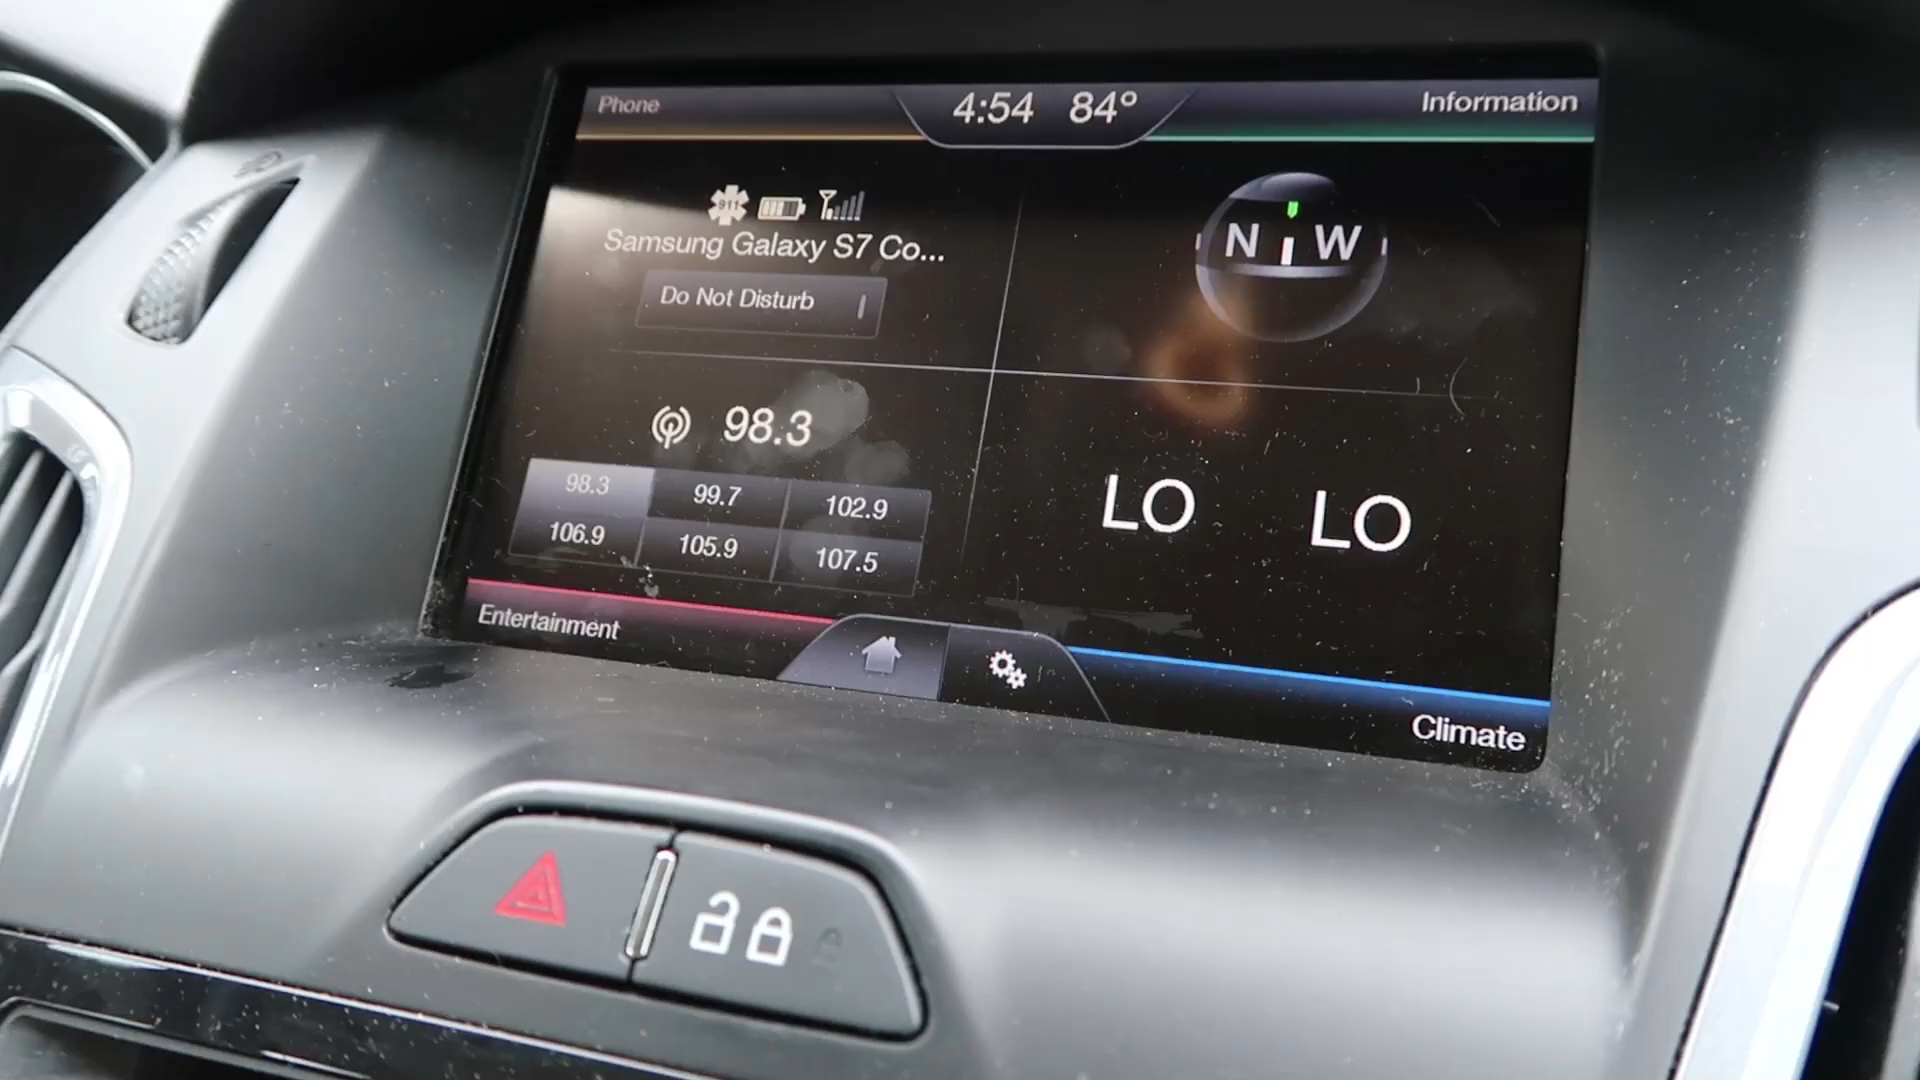 Phone
4:54 84°
Information
911
Samsung Galaxy S7 Co...
Do Not Disturb
N W
98.3
98.3 99.7 102.9
106.9 105.9 107.5
LO LO
Entertainment
Climate